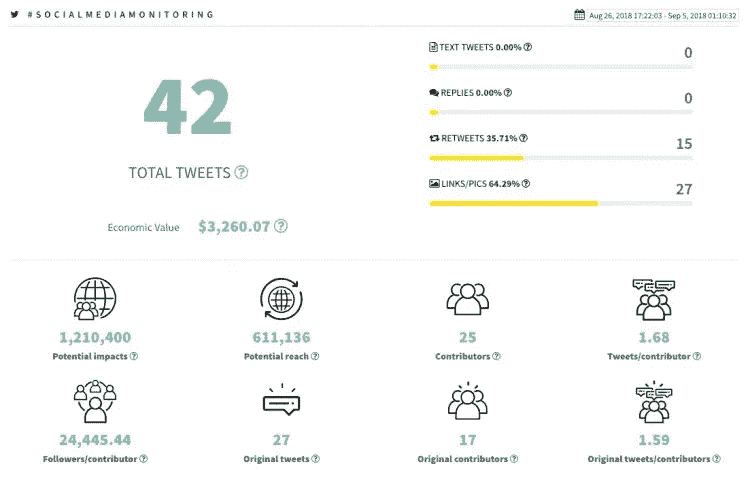 #SOCIALMEDIAMONITORING
Aug 26, 2018 17:22:03 - Sep 5, 2018 01:10:32
42
TOTAL TWEETS ?
Economic Value $3,260.07 ?
TEXT TWEETS 0.00% ? 0
REPLIES 0.00% ? 0
RETWEETS 35.71% ? 15
LINKS/PICS 64.29% ? 27
1,210,400 611,136 25 1.68
Potential impacts ? Potential reach ? Contributors ? Tweets/contributor ?
24,445.44 27 17 1.59
Followers/contributor ? Original tweets ? Original contributors ? Original tweets/contributors ?